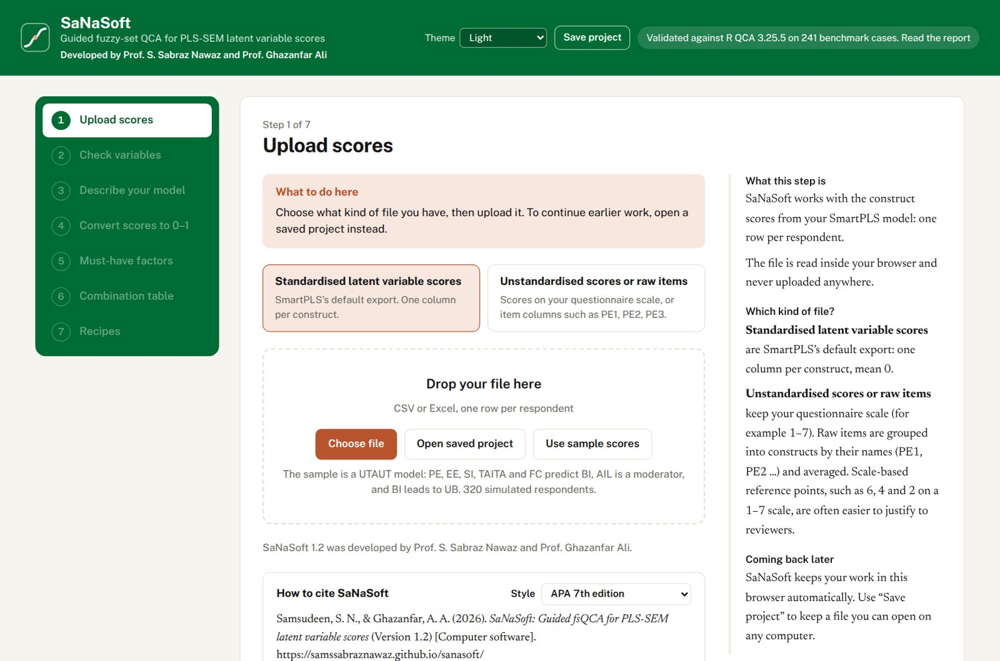 SaNaSoft
Guided fuzzy-set QCA for PLS-SEM latent variable scores
Developed by Prof. S. Sabraz Nawaz and Prof. Ghazanfar Ali
Theme
Light
Save project
Validated against R QCA 3.25.5 on 241 benchmark cases. Read the report
1 Upload scores
2 Check variables
3 Describe your model
4 Convert scores to 0–1
5 Must-have factors
6 Combination table
7 Recipes
Step 1 of 7
Upload scores
What to do here
Choose what kind of file you have, then upload it. To continue earlier work, open a
saved project instead.
Standardised latent variable scores
SmartPLS’s default export. One column
per construct.
Unstandardised scores or raw items
Scores on your questionnaire scale, or
item columns such as PE1, PE2, PE3.
Drop your file here
CSV or Excel, one row per respondent
Choose file
Open saved project
Use sample scores
The sample is a UTAUT model: PE, EE, SI, TAITA and FC predict BI, AIL is a moderator,
and BI leads to UB. 320 simulated respondents.
SaNaSoft 1.2 was developed by Prof. S. Sabraz Nawaz and Prof. Ghazanfar Ali.
How to cite SaNaSoft
Style
APA 7th edition
Samsudeen, S. N., & Ghazanfar, A. A. (2026). SaNaSoft: Guided fsQCA for PLS-SEM
latent variable scores (Version 1.2) [Computer software].
https://samssabraznawaz.github.io/sanasoft/
What this step is
SaNaSoft works with the construct
scores from your SmartPLS model: one
row per respondent.
The file is read inside your browser and
never uploaded anywhere.
Which kind of file?
Standardised latent variable scores
are SmartPLS’s default export: one
column per construct, mean 0.
Unstandardised scores or raw items
keep your questionnaire scale (for
example 1–7). Raw items are grouped
into constructs by their names (PE1,
PE2 …) and averaged. Scale-based
reference points, such as 6, 4 and 2 on a
1–7 scale, are often easier to justify to
reviewers.
Coming back later
SaNaSoft keeps your work in this
browser automatically. Use “Save
project” to keep a file you can open on
any computer.